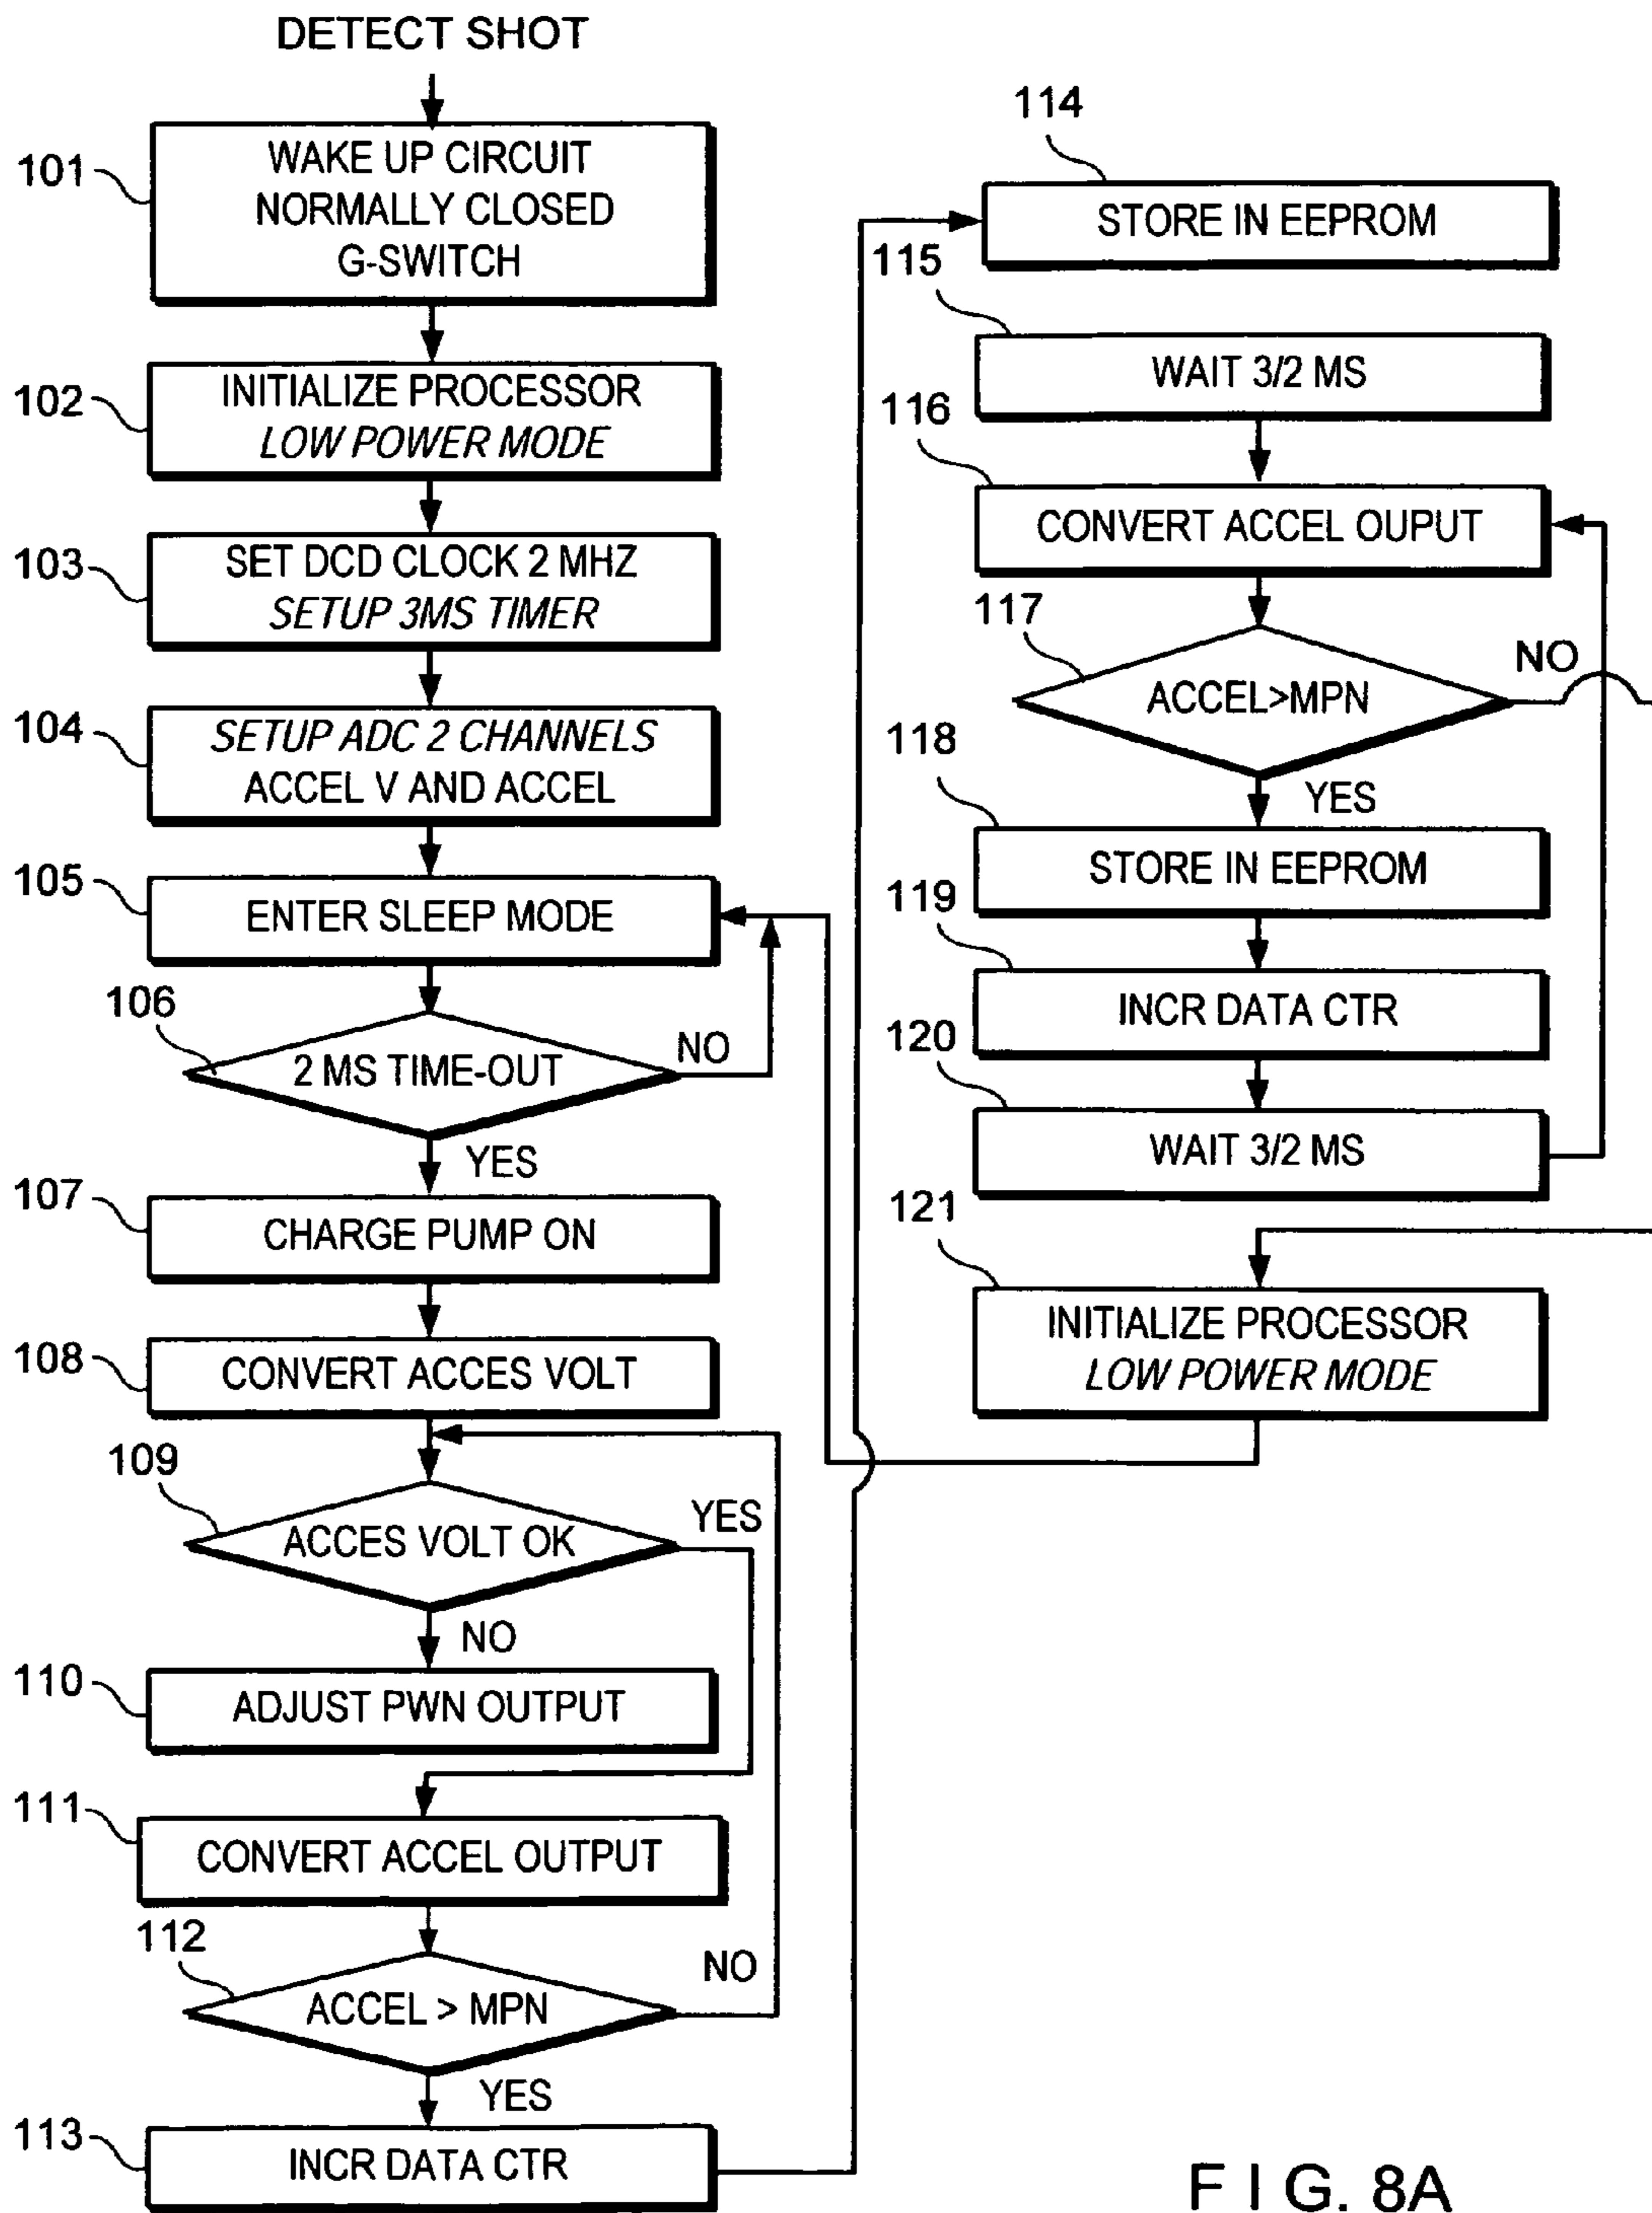 DETECT SHOT
101
WAKE UP CIRCUIT
NORMALLY CLOSED
G-SWITCH
102
INITIALIZE PROCESSOR
LOW POWER MODE
103
SET DCD CLOCK 2 MHZ
SETUP 3MS TIMER
104
SETUP ADC 2 CHANNELS
ACCEL V AND ACCEL
105
ENTER SLEEP MODE
106
2 MS TIME-OUT
NO
YES
107
CHARGE PUMP ON
108
CONVERT ACCES VOLT
109
ACCES VOLT OK
YES
NO
110
ADJUST PWN OUTPUT
111
CONVERT ACCEL OUTPUT
112
ACCEL > MPN
NO
YES
113
INCR DATA CTR
114
STORE IN EEPROM
115
WAIT 3/2 MS
116
CONVERT ACCEL OUPUT
117
ACCEL>MPN
NO
YES
118
STORE IN EEPROM
119
INCR DATA CTR
120
WAIT 3/2 MS
121
INITIALIZE PROCESSOR
LOW POWER MODE
FIG. 8A